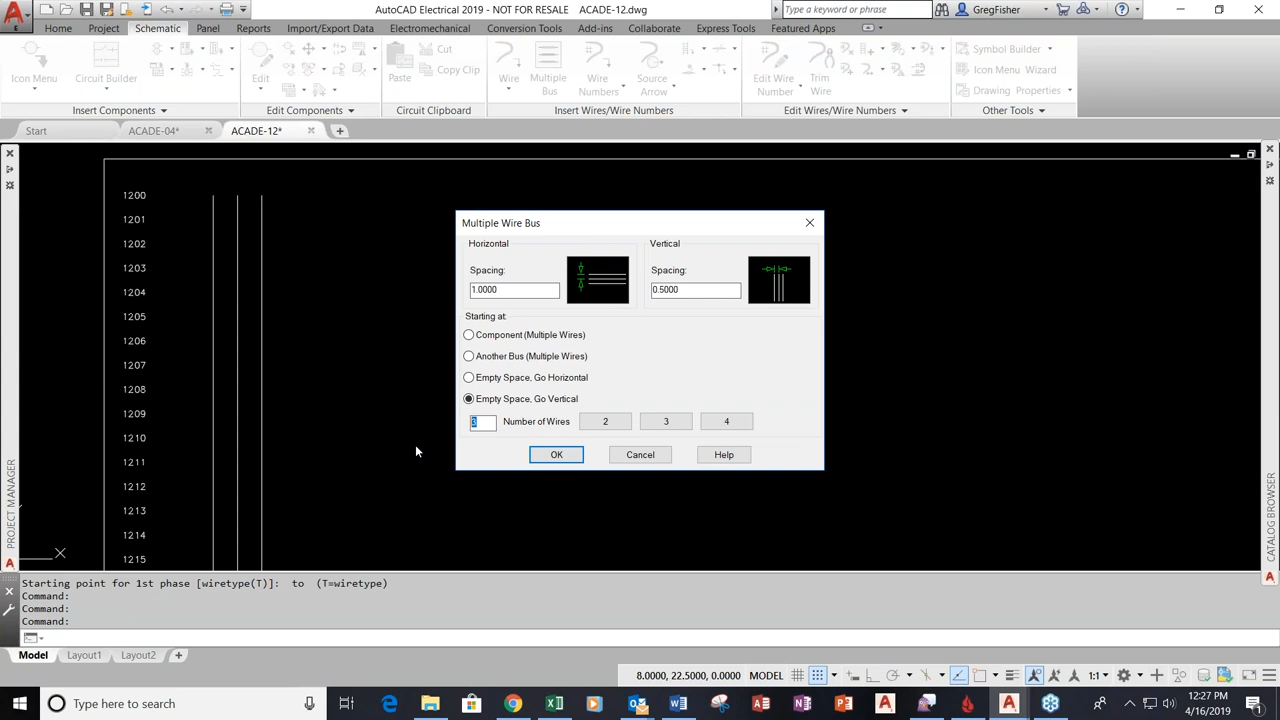 AutoCAD Electrical 2019 - NOT FOR RESALE ACADE-12.dwg
Type a keyword or phrase
GregFisher
Home Project Schematic Panel Reports Import/Export Data Electromechanical Conversion Tools Add-ins Collaborate Express Tools Featured Apps
Icon Menu
Circuit Builder
Edit
Paste
Cut
Copy Clip
Wire
Multiple Bus
Wire Numbers
Source Arrow
Edit Wire Number
Trim Wire
Symbol Builder
Icon Menu Wizard
Drawing Properties
Insert Components
Edit Components
Circuit Clipboard
Insert Wires/Wire Numbers
Edit Wires/Wire Numbers
Other Tools
Start
ACADE-04*
ACADE-12*
1200
1201
1202
1203
1204
1205
1206
1207
1208
1209
1210
1211
1212
1213
1214
1215
Multiple Wire Bus
Horizontal
Spacing:
1.0000
Vertical
Spacing:
0.5000
Starting at:
Component (Multiple Wires)
Another Bus (Multiple Wires)
Empty Space, Go Horizontal
Empty Space, Go Vertical
3 Number of Wires 2 3 4
OK Cancel Help
PROJECT MANAGER
CATALOG BROWSER
Starting point for 1st phase [wiretype(T)]: to (T=wiretype)
Command:
Command:
Command:
Model Layout1 Layout2
8.0000, 22.5000, 0.0000 MODEL
1:1
Type here to search
12:27 PM
4/16/2019